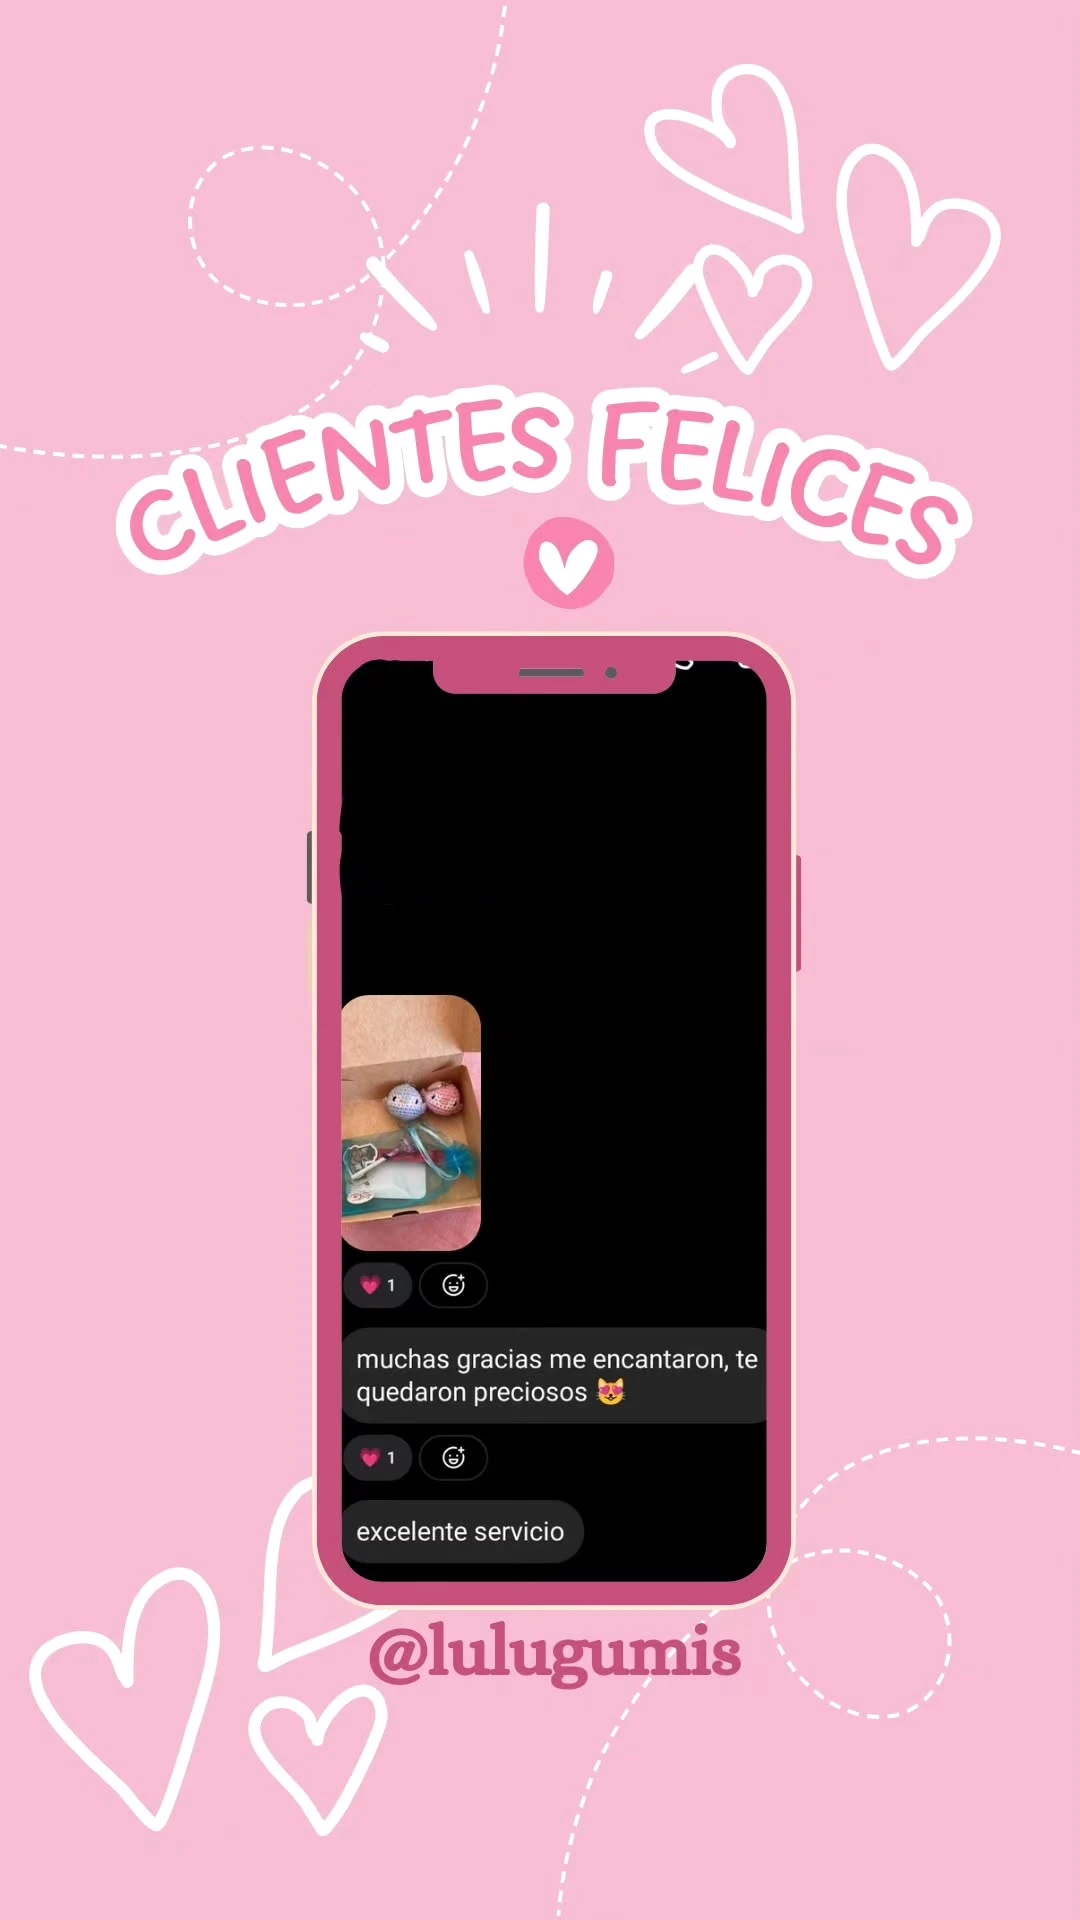 CLIENTES FELICES
1
muchas gracias me encantaron, te
quedaron preciosos 😻
1
excelente servicio
@lulugumis